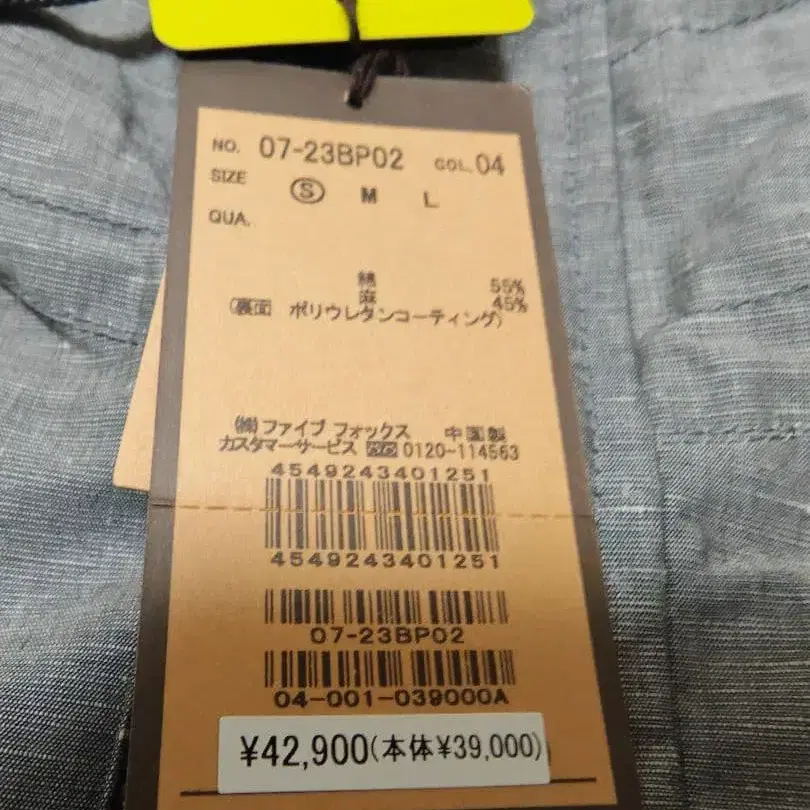 NO. 07-23BP02 COL.04
SIZE Ⓢ M L
QUA.
綿 55%
麻 45%
(裏面 ポリウレタンコーティング)
㈱ファイブ フォックス 中国製
カスタマーサービス 0120-114563
4549243401251
4549243401251
07-23BP02
04-001-039000A
¥42,900(本体¥39,000)